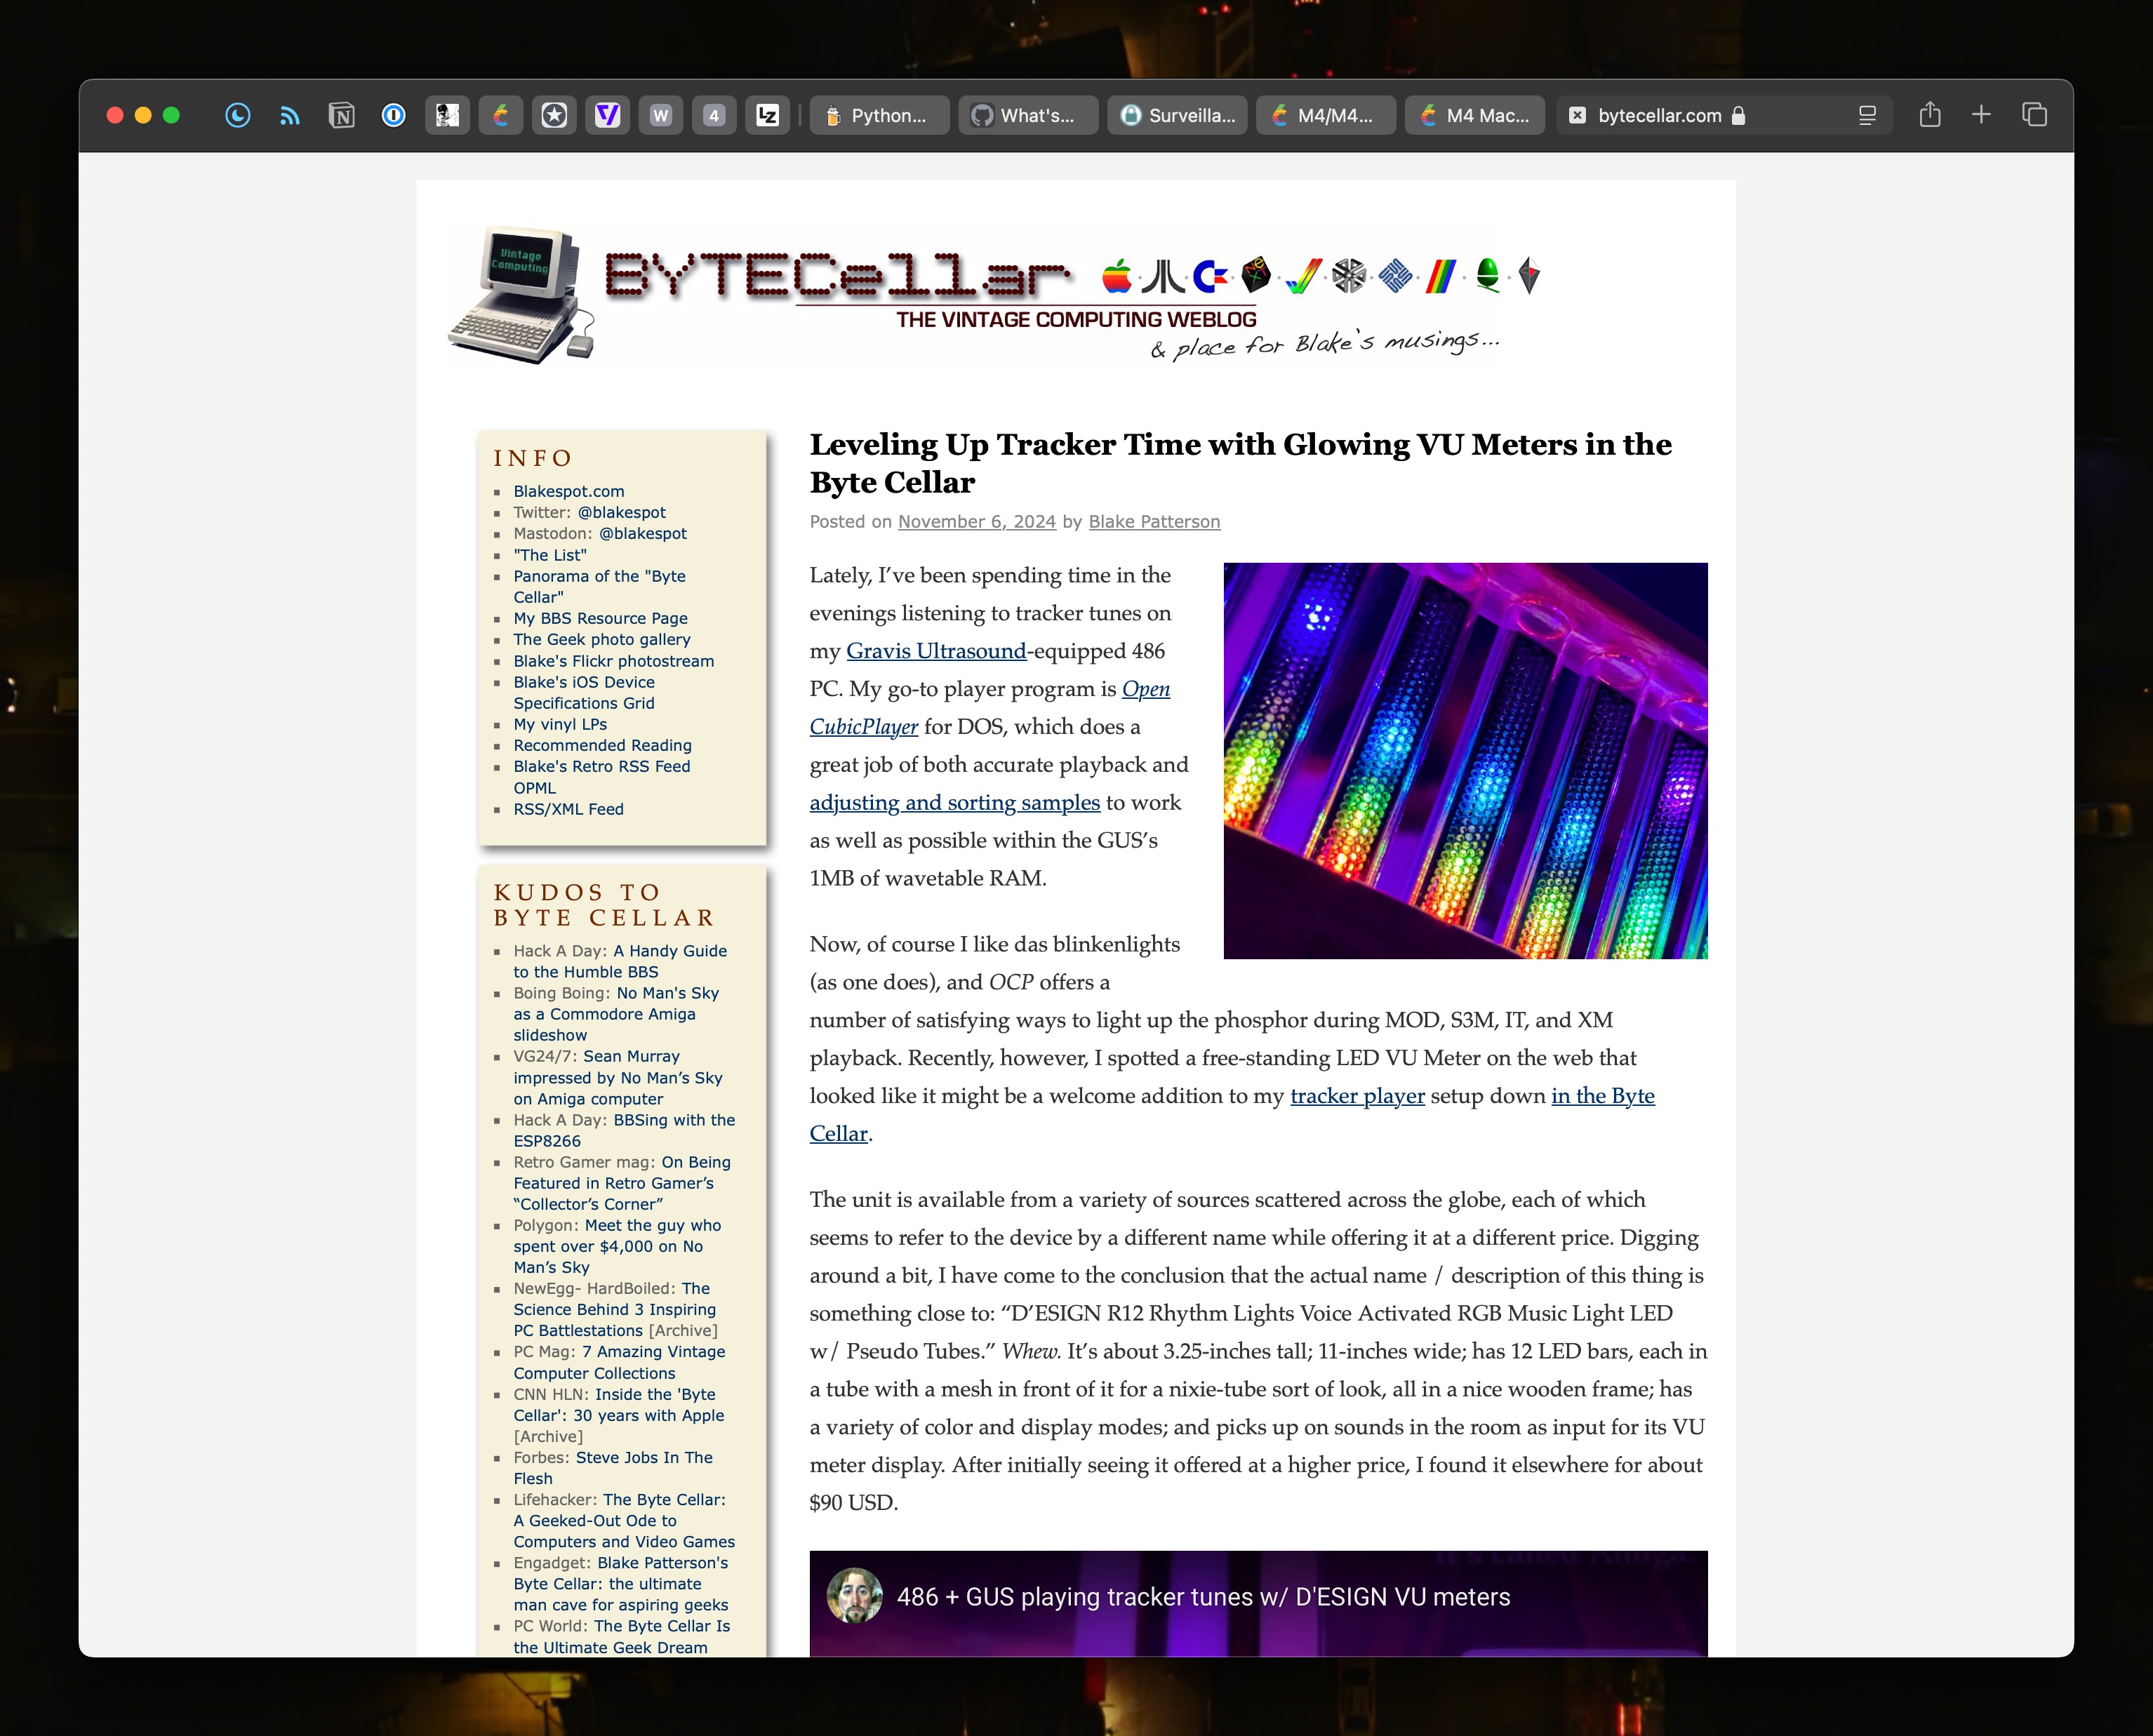 Python...
What's...
Surveilla...
M4/M4...
M4 Mac...
bytecellar.com
W
4
LZ
Vintage
Computing
BYTECellar
THE VINTAGE COMPUTING WEBLOG
& place for Blake's musings...
INFO
Blakespot.com
Twitter: @blakespot
Mastodon: @blakespot
"The List"
Panorama of the "Byte
Cellar"
My BBS Resource Page
The Geek photo gallery
Blake's Flickr photostream
Blake's iOS Device
Specifications Grid
My vinyl LPs
Recommended Reading
Blake's Retro RSS Feed
OPML
RSS/XML Feed
KUDOS TO
BYTE CELLAR
Hack A Day: A Handy Guide
to the Humble BBS
Boing Boing: No Man's Sky
as a Commodore Amiga
slideshow
VG24/7: Sean Murray
impressed by No Man’s Sky
on Amiga computer
Hack A Day: BBSing with the
ESP8266
Retro Gamer mag: On Being
Featured in Retro Gamer’s
“Collector’s Corner”
Polygon: Meet the guy who
spent over $4,000 on No
Man’s Sky
NewEgg- HardBoiled: The
Science Behind 3 Inspiring
PC Battlestations [Archive]
PC Mag: 7 Amazing Vintage
Computer Collections
CNN HLN: Inside the 'Byte
Cellar': 30 years with Apple
[Archive]
Forbes: Steve Jobs In The
Flesh
Lifehacker: The Byte Cellar:
A Geeked-Out Ode to
Computers and Video Games
Engadget: Blake Patterson's
Byte Cellar: the ultimate
man cave for aspiring geeks
PC World: The Byte Cellar Is
the Ultimate Geek Dream
Leveling Up Tracker Time with Glowing VU Meters in the
Byte Cellar
Posted on November 6, 2024 by Blake Patterson
Lately, I’ve been spending time in the
evenings listening to tracker tunes on
my Gravis Ultrasound-equipped 486
PC. My go-to player program is Open
CubicPlayer for DOS, which does a
great job of both accurate playback and
adjusting and sorting samples to work
as well as possible within the GUS’s
1MB of wavetable RAM.
Now, of course I like das blinkenlights
(as one does), and OCP offers a
number of satisfying ways to light up the phosphor during MOD, S3M, IT, and XM
playback. Recently, however, I spotted a free-standing LED VU Meter on the web that
looked like it might be a welcome addition to my tracker player setup down in the Byte
Cellar.
The unit is available from a variety of sources scattered across the globe, each of which
seems to refer to the device by a different name while offering it at a different price. Digging
around a bit, I have come to the conclusion that the actual name / description of this thing is
something close to: “D’ESIGN R12 Rhythm Lights Voice Activated RGB Music Light LED
w/ Pseudo Tubes.” Whew. It’s about 3.25-inches tall; 11-inches wide; has 12 LED bars, each in
a tube with a mesh in front of it for a nixie-tube sort of look, all in a nice wooden frame; has
a variety of color and display modes; and picks up on sounds in the room as input for its VU
meter display. After initially seeing it offered at a higher price, I found it elsewhere for about
$90 USD.
It's called Amiga.
486 + GUS playing tracker tunes w/ D'ESIGN VU meters